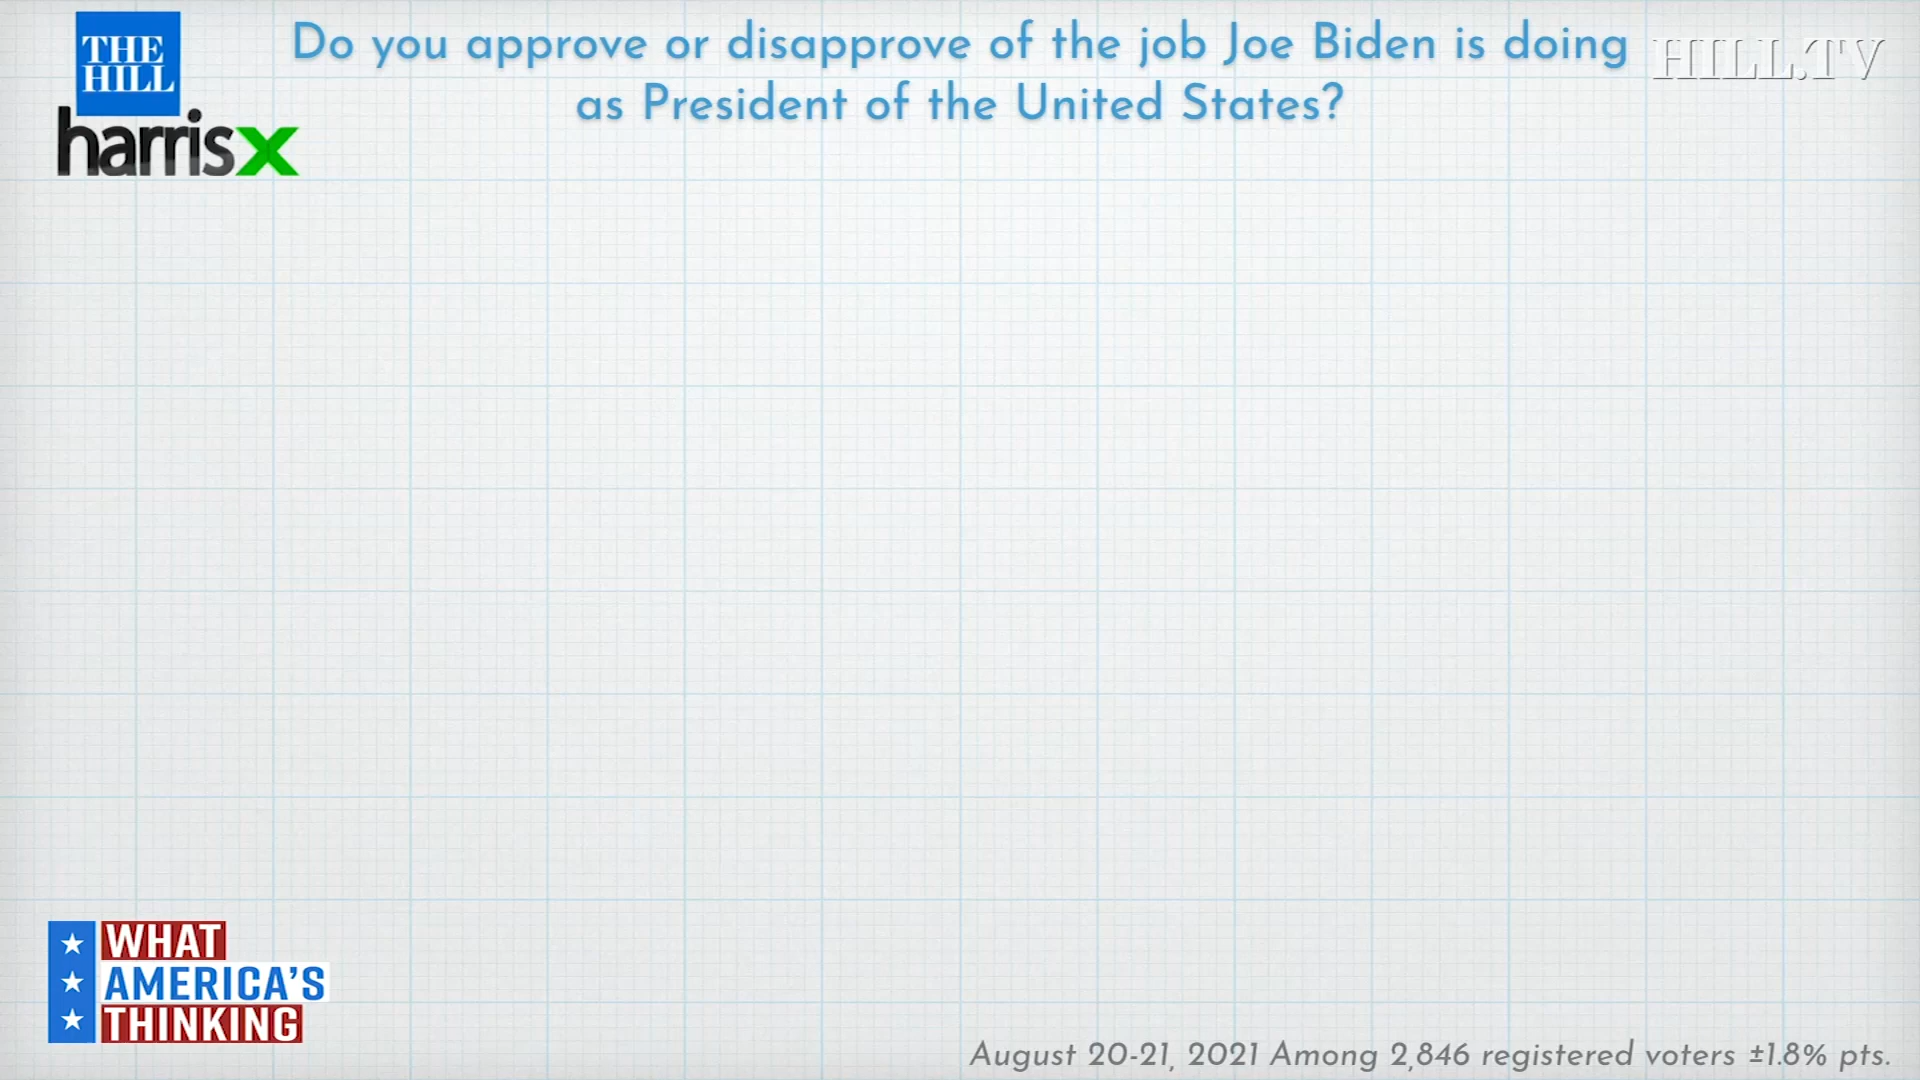 THE
HILL
harrisx
Do you approve or disapprove of the job Joe Biden is doing
as President of the United States?
HILL.TV
WHAT
AMERICA'S
THINKING
August 20-21, 2021 Among 2,846 registered voters ±1.8% pts.